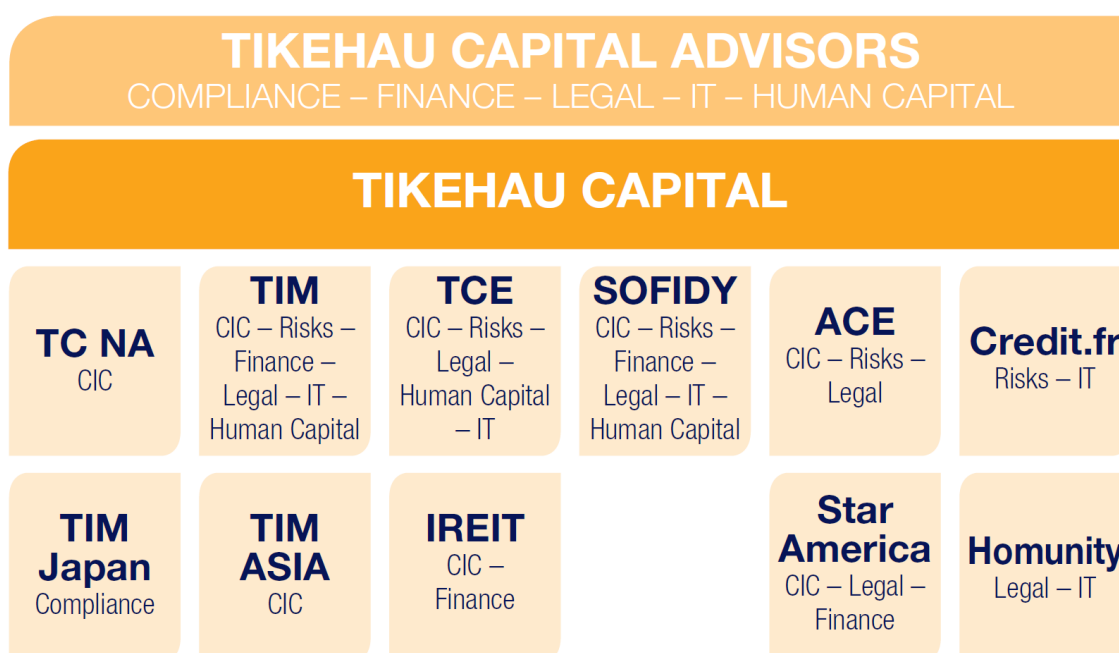 TIKEHAU CAPITAL ADVISORS
COMPLIANCE – FINANCE – LEGAL – IT – HUMAN CAPITAL
TIKEHAU CAPITAL
TC NA
CIC
TIM
CIC – Risks –
Finance –
Legal – IT –
Human Capital
TCE
CIC – Risks –
Legal –
Human Capital
– IT
SOFIDY
CIC – Risks –
Finance –
Legal – IT –
Human Capital
ACE
CIC – Risks –
Legal
Credit.fr
Risks – IT
TIM
Japan
Compliance
TIM
ASIA
CIC
IREIT
CIC –
Finance
Star
America
CIC – Legal –
Finance
Homunity
Legal – IT